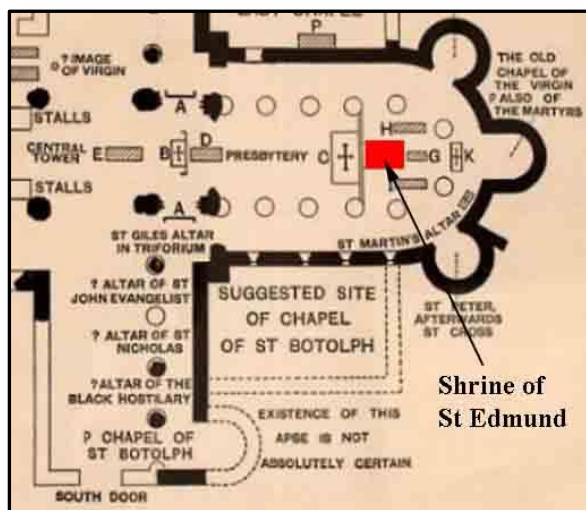 EAST CHAPEL
P
? IMAGE
OF VIRGIN
STALLS
CENTRAL
TOWER
STALLS
A
E
B
D
PRESBYTERY
C
H
G
K
A
THE OLD
CHAPEL OF
THE VIRGIN
? ALSO OF
THE MARTYRS
ST MARTIN'S ALTAR
ST GILES ALTAR
IN TRIFORIUM
? ALTAR OF ST
JOHN EVANGELIST
? ALTAR OF ST
NICHOLAS
? ALTAR OF THE
BLACK HOSTILARY
? CHAPEL OF
ST BOTOLPH
SOUTH DOOR
SUGGESTED SITE
OF CHAPEL
OF ST BOTOLPH
EXISTENCE OF THIS
APSE IS NOT
ABSOLUTELY CERTAIN
ST PETER,
AFTERWARDS
ST CROSS
Shrine of
St Edmund